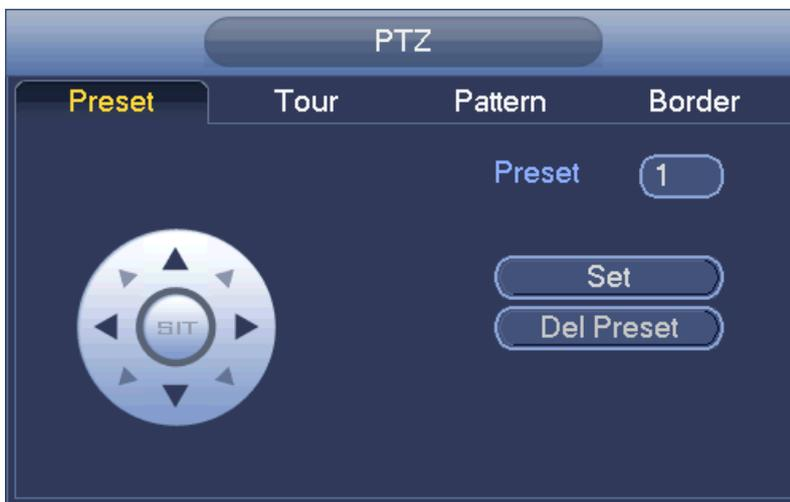 PTZ
Preset Tour Pattern Border
Preset 1
SIT
Set
Del Preset